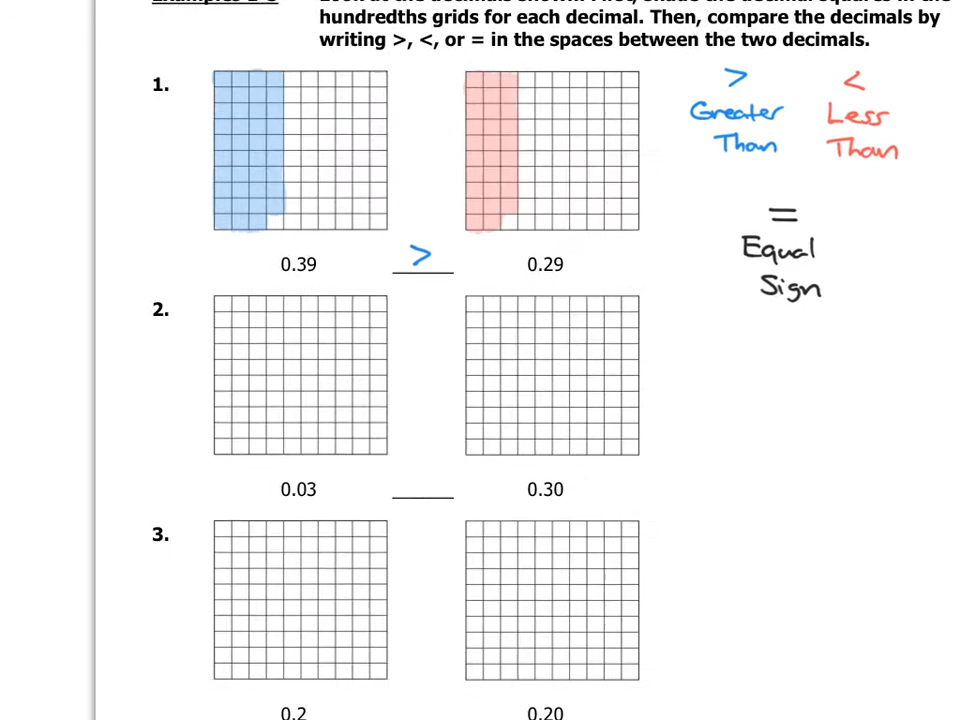 hundredths grids for each decimal. Then, compare the decimals by
writing >, <, or = in the spaces between the two decimals.
1.
> <
Greater Less
Than Than
=
Equal
Sign
0.39 > 0.29
2.
0.03 ______ 0.30
3.
0.2 0.20